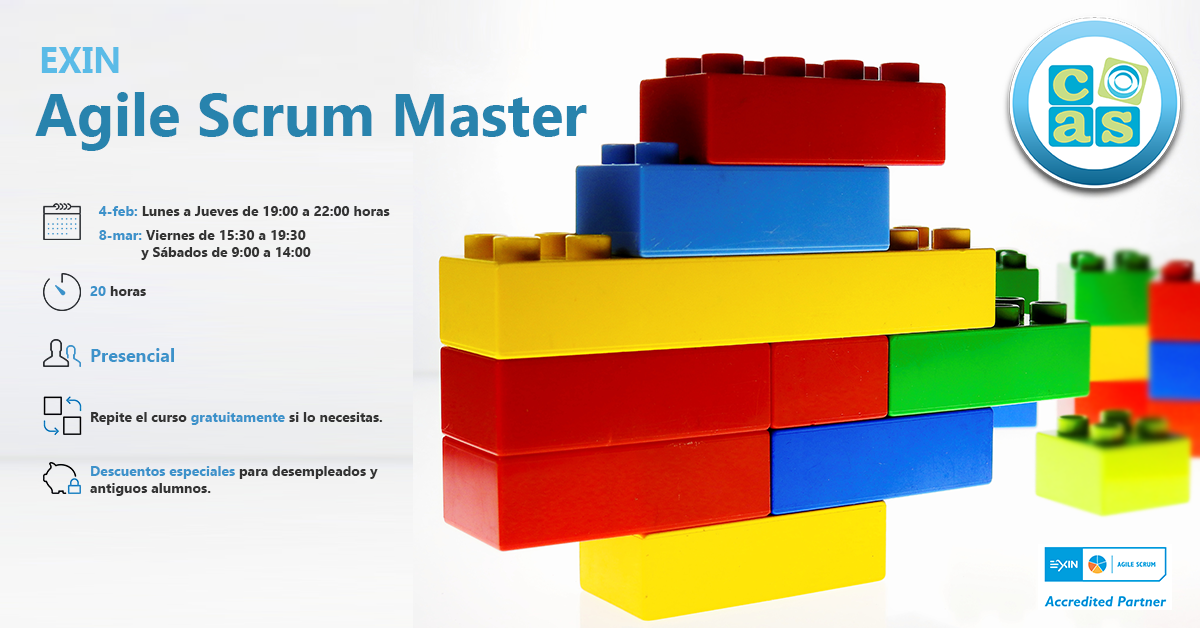 EXIN
Agile Scrum Master
4-feb: Lunes a Jueves de 19:00 a 22:00 horas
8-mar: Viernes de 15:30 a 19:30
y Sábados de 9:00 a 14:00
20 horas
Presencial
Repite el curso gratuitamente si lo necesitas.
Descuentos especiales para desempleados y
antiguos alumnos.
c o
a s
EXIN AGILE SCRUM
Accredited Partner